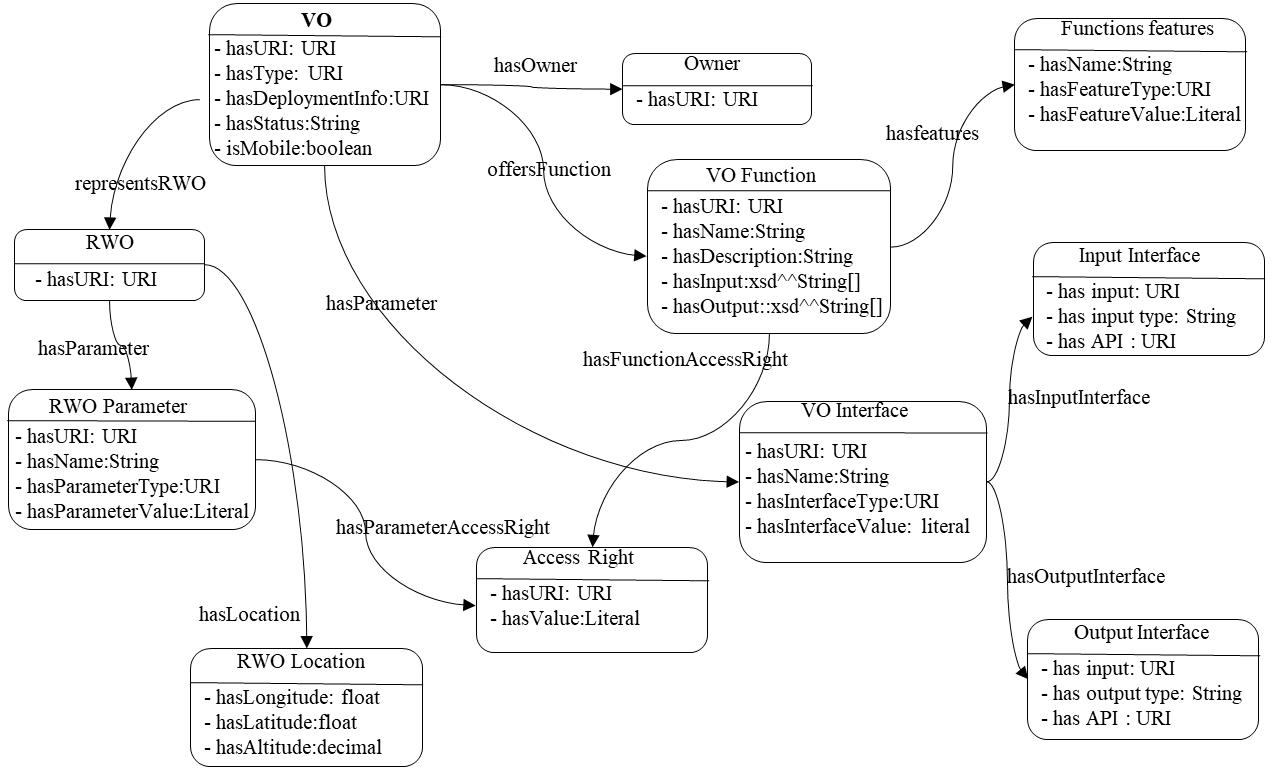 VO
- hasURI: URI
- hasType: URI
- hasDeploymentInfo:URI
- hasStatus:String
- isMobile:boolean
hasOwner
Owner
- hasURI: URI
Functions features
- hasName:String
- hasFeatureType:URI
- hasFeatureValue:Literal
hasfeatures
offersFunction
VO Function
- hasURI: URI
- hasName:String
- hasDescription:String
- hasInput:xsd^^String[]
- hasOutput::xsd^^String[]
representsRWO
RWO
- hasURI: URI
hasParameter
hasParameter
hasFunctionAccessRight
Input Interface
- has input: URI
- has input type: String
- has API : URI
RWO Parameter
- hasURI: URI
- hasName:String
- hasParameterType:URI
- hasParameterValue:Literal
VO Interface
- hasURI: URI
- hasName:String
- hasInterfaceType:URI
- hasInterfaceValue: literal
hasInputInterface
hasParameterAccessRight
Access Right
- hasURI: URI
- hasValue:Literal
hasOutputInterface
hasLocation
RWO Location
- hasLongitude: float
- hasLatitude:float
- hasAltitude:decimal
Output Interface
- has input: URI
- has output type: String
- has API : URI